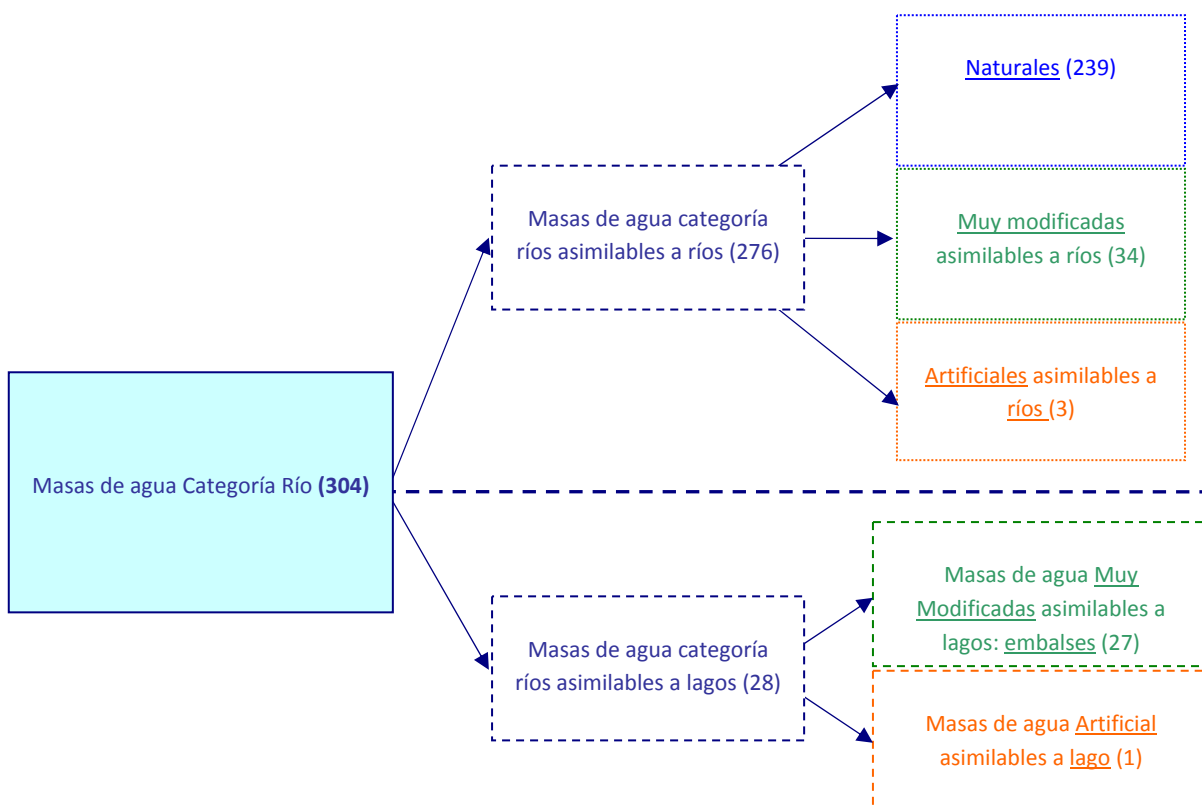 Naturales (239)
Masas de agua categoría
ríos asimilables a ríos (276)
Muy modificadas
asimilables a ríos (34)
Artificiales asimilables a
ríos (3)
Masas de agua Categoría Río (304)
Masas de agua categoría
ríos asimilables a lagos (28)
Masas de agua Muy
Modificadas asimilables a
lagos: embalses (27)
Masas de agua Artificial
asimilables a lago (1)